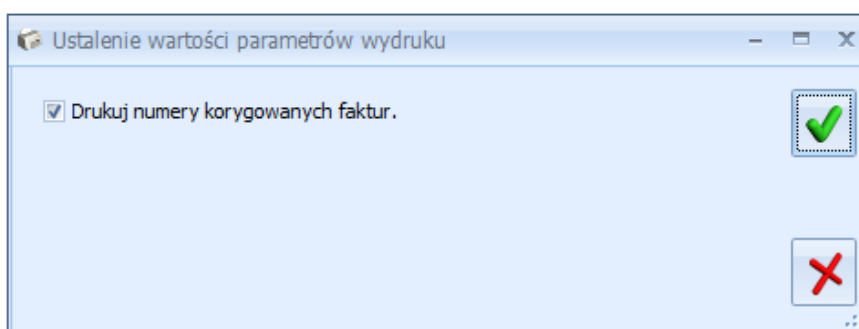 Ustalenie wartości parametrów wydruku
Drukuj numery korygowanych faktur.